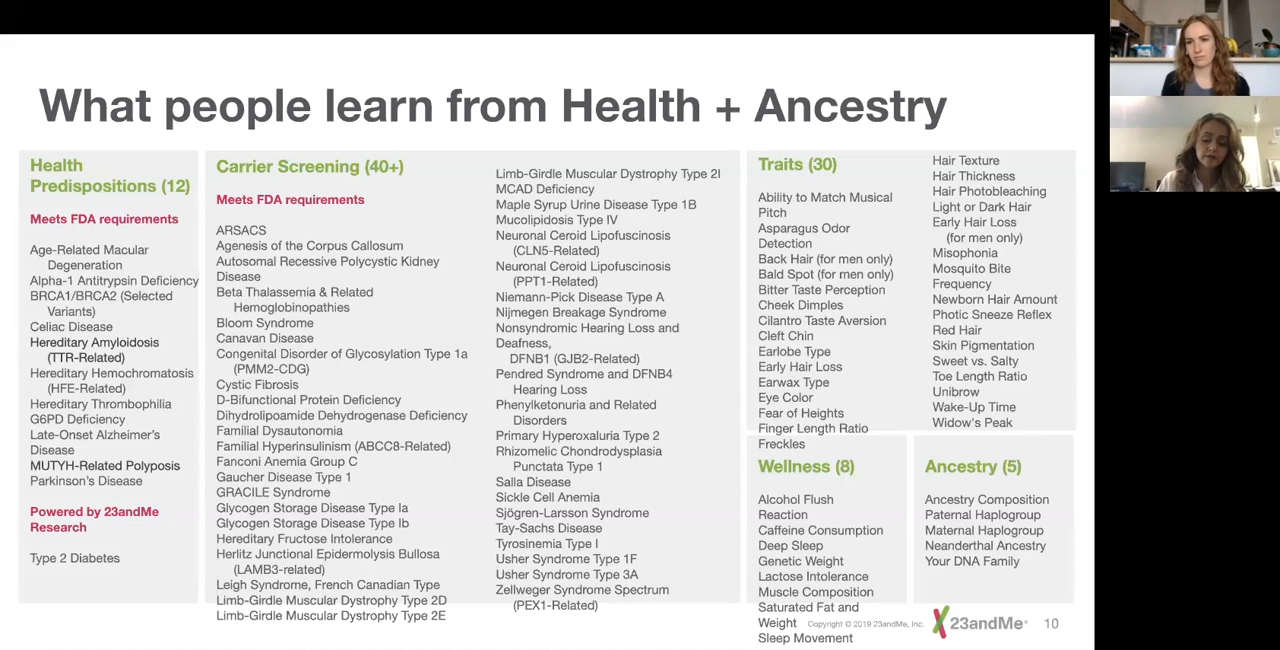 What people learn from Health + Ancestry
Health
Predispositions (12)
Meets FDA requirements
Age-Related Macular
Degeneration
Alpha-1 Antitrypsin Deficiency
BRCA1/BRCA2 (Selected
Variants)
Celiac Disease
Hereditary Amyloidosis
(TTR-Related)
Hereditary Hemochromatosis
(HFE-Related)
Hereditary Thrombophilia
G6PD Deficiency
Late-Onset Alzheimer's
Disease
MUTYH-Related Polyposis
Parkinson's Disease
Powered by 23andMe
Research
Type 2 Diabetes
Carrier Screening (40+)
Meets FDA requirements
ARSACS
Agenesis of the Corpus Callosum
Autosomal Recessive Polycystic Kidney
Disease
Beta Thalassemia & Related
Hemoglobinopathies
Bloom Syndrome
Canavan Disease
Congenital Disorder of Glycosylation Type 1a
(PMM2-CDG)
Cystic Fibrosis
D-Bifunctional Protein Deficiency
Dihydrolipoamide Dehydrogenase Deficiency
Familial Dysautonomia
Familial Hyperinsulinism (ABCC8-Related)
Fanconi Anemia Group C
Gaucher Disease Type 1
GRACILE Syndrome
Glycogen Storage Disease Type Ia
Glycogen Storage Disease Type Ib
Hereditary Fructose Intolerance
Herlitz Junctional Epidermolysis Bullosa
(LAMB3-related)
Leigh Syndrome, French Canadian Type
Limb-Girdle Muscular Dystrophy Type 2D
Limb-Girdle Muscular Dystrophy Type 2E
Limb-Girdle Muscular Dystrophy Type 2I
MCAD Deficiency
Maple Syrup Urine Disease Type 1B
Mucolipidosis Type IV
Neuronal Ceroid Lipofuscinosis
(CLN5-Related)
Neuronal Ceroid Lipofuscinosis
(PPT1-Related)
Niemann-Pick Disease Type A
Nijmegen Breakage Syndrome
Nonsyndromic Hearing Loss and
Deafness,
DFNB1 (GJB2-Related)
Pendred Syndrome and DFNB4
Hearing Loss
Phenylketonuria and Related
Disorders
Primary Hyperoxaluria Type 2
Rhizomelic Chondrodysplasia
Punctata Type 1
Salla Disease
Sickle Cell Anemia
Sjögren-Larsson Syndrome
Tay-Sachs Disease
Tyrosinemia Type I
Usher Syndrome Type 1F
Usher Syndrome Type 3A
Zellweger Syndrome Spectrum
(PEX1-Related)
Traits (30)
Ability to Match Musical
Pitch
Asparagus Odor
Detection
Back Hair (for men only)
Bald Spot (for men only)
Bitter Taste Perception
Cheek Dimples
Cilantro Taste Aversion
Cleft Chin
Earlobe Type
Early Hair Loss
Earwax Type
Eye Color
Fear of Heights
Finger Length Ratio
Freckles
Hair Texture
Hair Thickness
Hair Photobleaching
Light or Dark Hair
Early Hair Loss
(for men only)
Misophonia
Mosquito Bite
Frequency
Newborn Hair Amount
Photic Sneeze Reflex
Red Hair
Skin Pigmentation
Sweet vs. Salty
Toe Length Ratio
Unibrow
Wake-Up Time
Widow's Peak
Wellness (8)
Alcohol Flush
Reaction
Caffeine Consumption
Deep Sleep
Genetic Weight
Lactose Intolerance
Muscle Composition
Saturated Fat and
Weight
Sleep Movement
Ancestry (5)
Ancestry Composition
Paternal Haplogroup
Maternal Haplogroup
Neanderthal Ancestry
Your DNA Family
Copyright © 2019 23andMe, Inc.
23andMe®
10